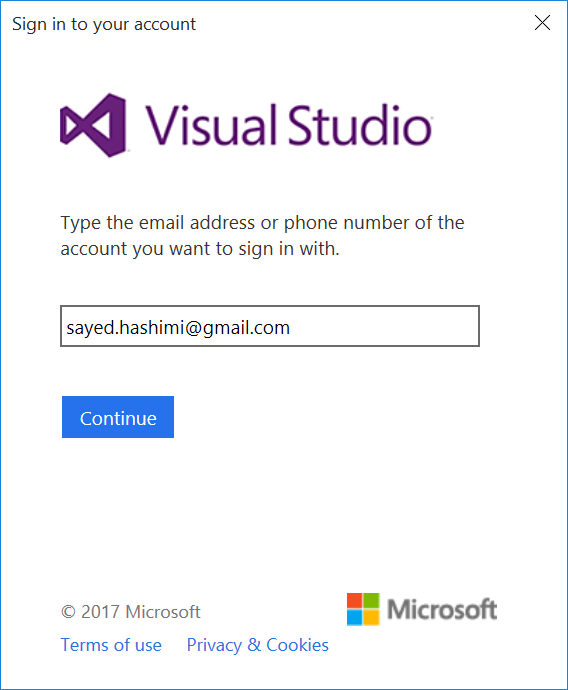 Sign in to your account
Visual Studio
Type the email address or phone number of the
account you want to sign in with.
sayed.hashimi@gmail.com
Continue
© 2017 Microsoft
Microsoft
Terms of use
Privacy & Cookies